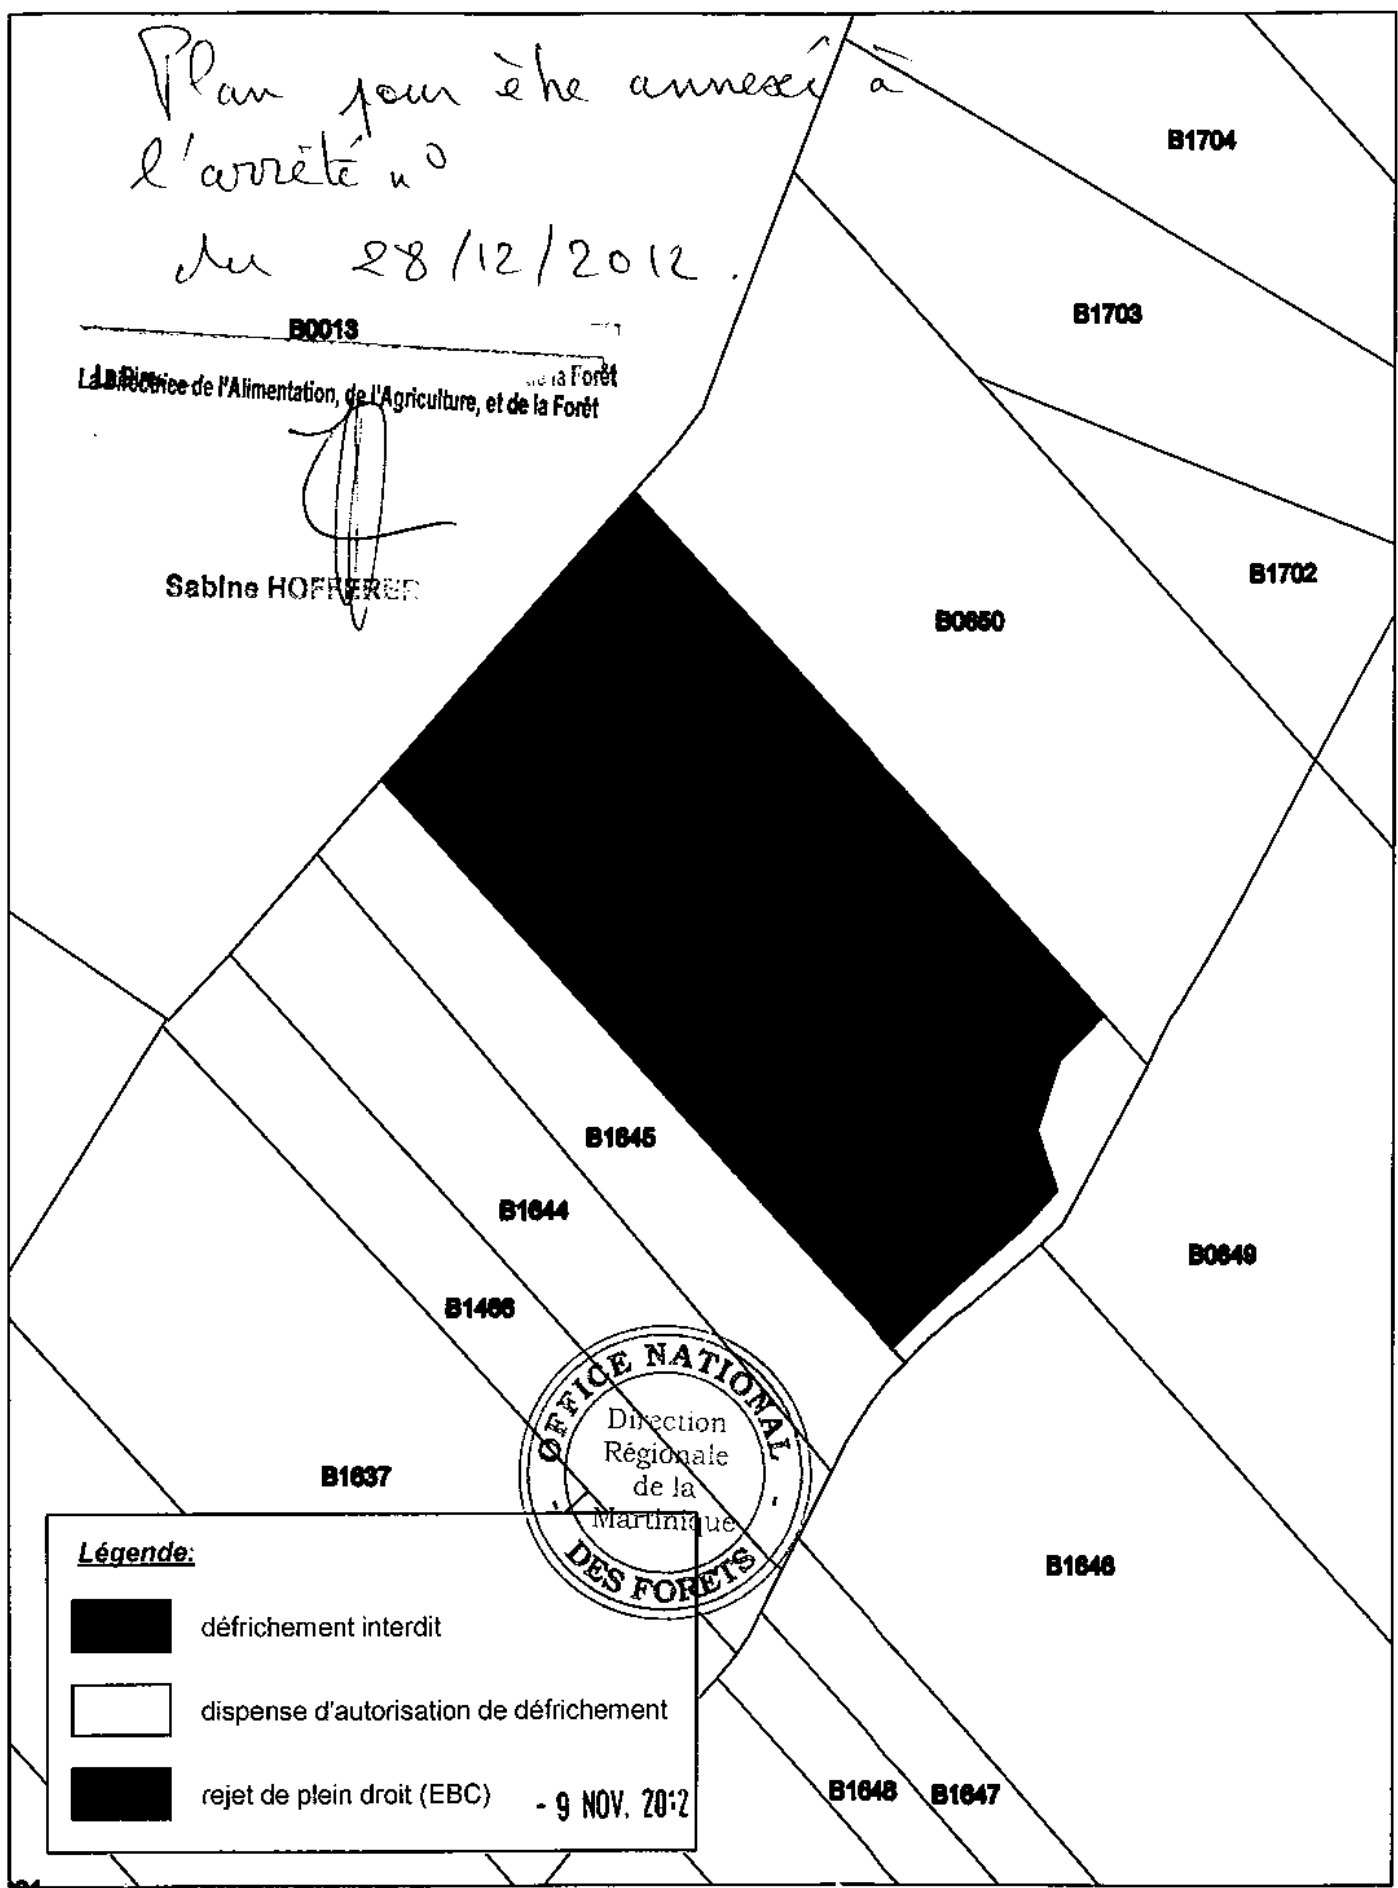 Plan pour être annexé à
l'arrêté n°
du 28/12/2012.
B0013
de la Forêt
La Directrice de l'Alimentation, de l'Agriculture, et de la Forêt
Sabine HOFFERER
B1704
B1703
B1702
B0650
B1645
B1644
B1466
B0649
B1637
B1646
B1648
B1647
OFFICE NATIONAL
Direction
Régionale
de la
Martinique
- DES FORETS -
Légende:
défrichement interdit
dispense d'autorisation de défrichement
rejet de plein droit (EBC)
- 9 NOV. 2012